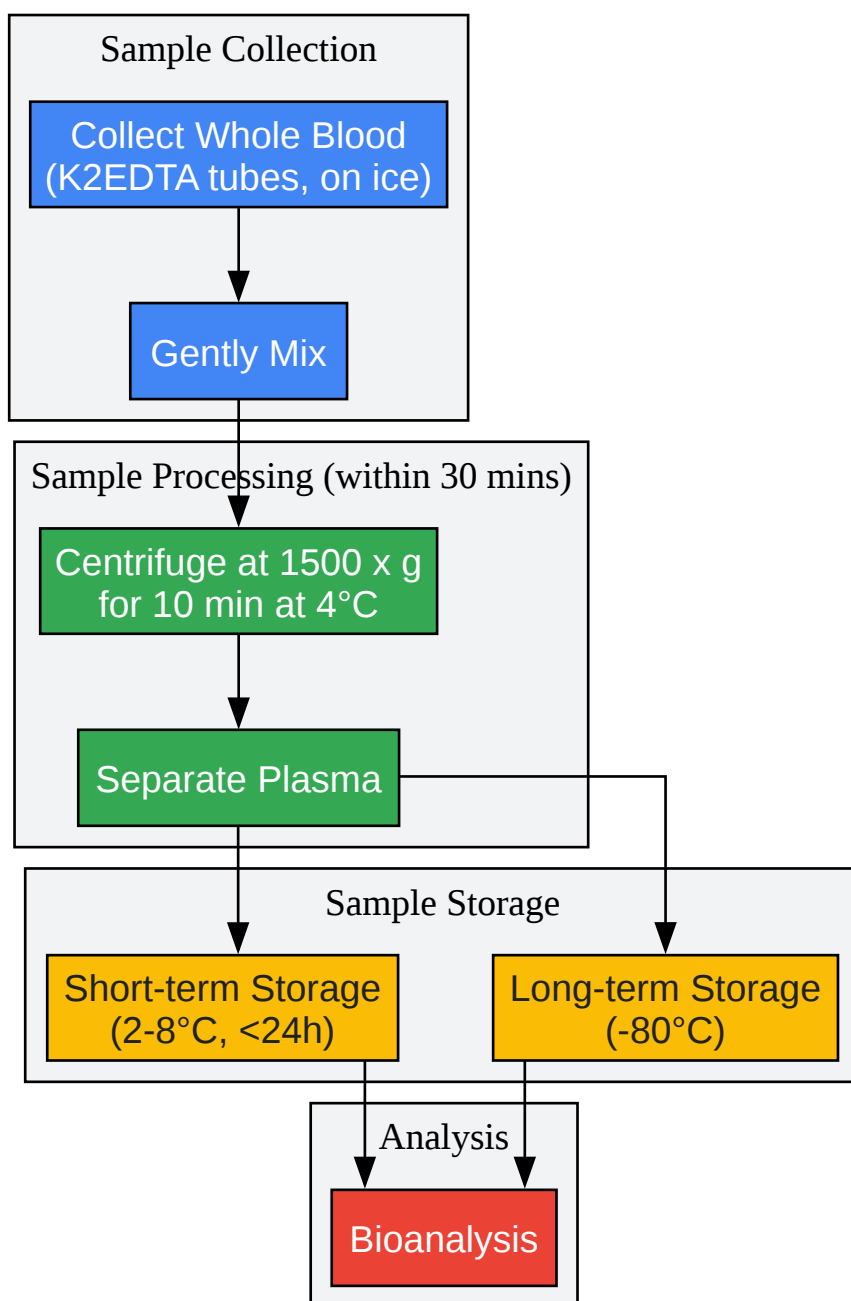 Sample Collection
Collect Whole Blood
(K2EDTA tubes, on ice)
Gently Mix
Sample Processing (within 30 mins)
Centrifuge at 1500 x g
for 10 min at 4°C
Separate Plasma
Sample Storage
Short-term Storage
(2-8°C, <24h)
Long-term Storage
(-80°C)
Analysis
Bioanalysis